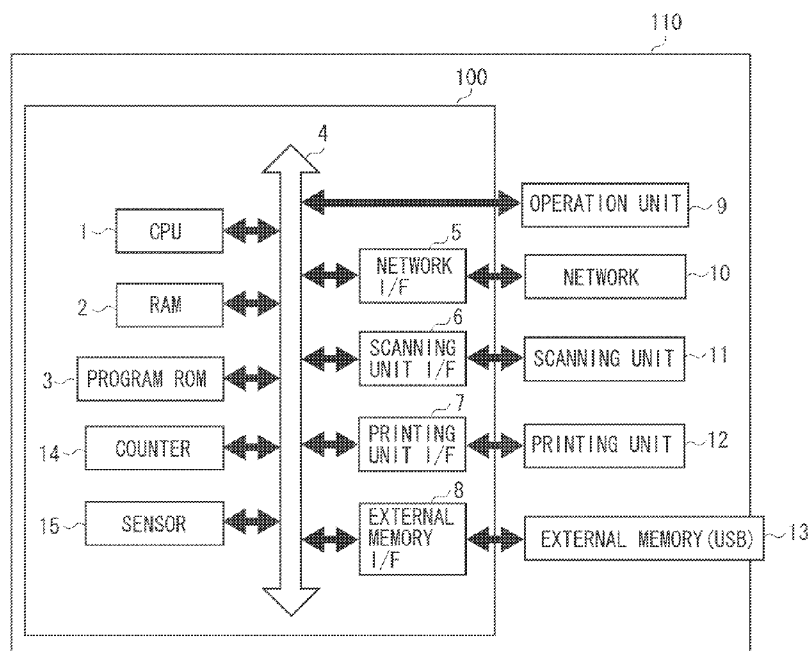 110
100
4
OPERATION UNIT
9
1
CPU
5
NETWORK
I/F
NETWORK
10
2
RAM
6
SCANNING
UNIT I/F
SCANNING UNIT
11
3
PROGRAM ROM
7
PRINTING
UNIT I/F
PRINTING UNIT
12
14
COUNTER
8
EXTERNAL
MEMORY
I/F
EXTERNAL MEMORY(USB)
13
15
SENSOR